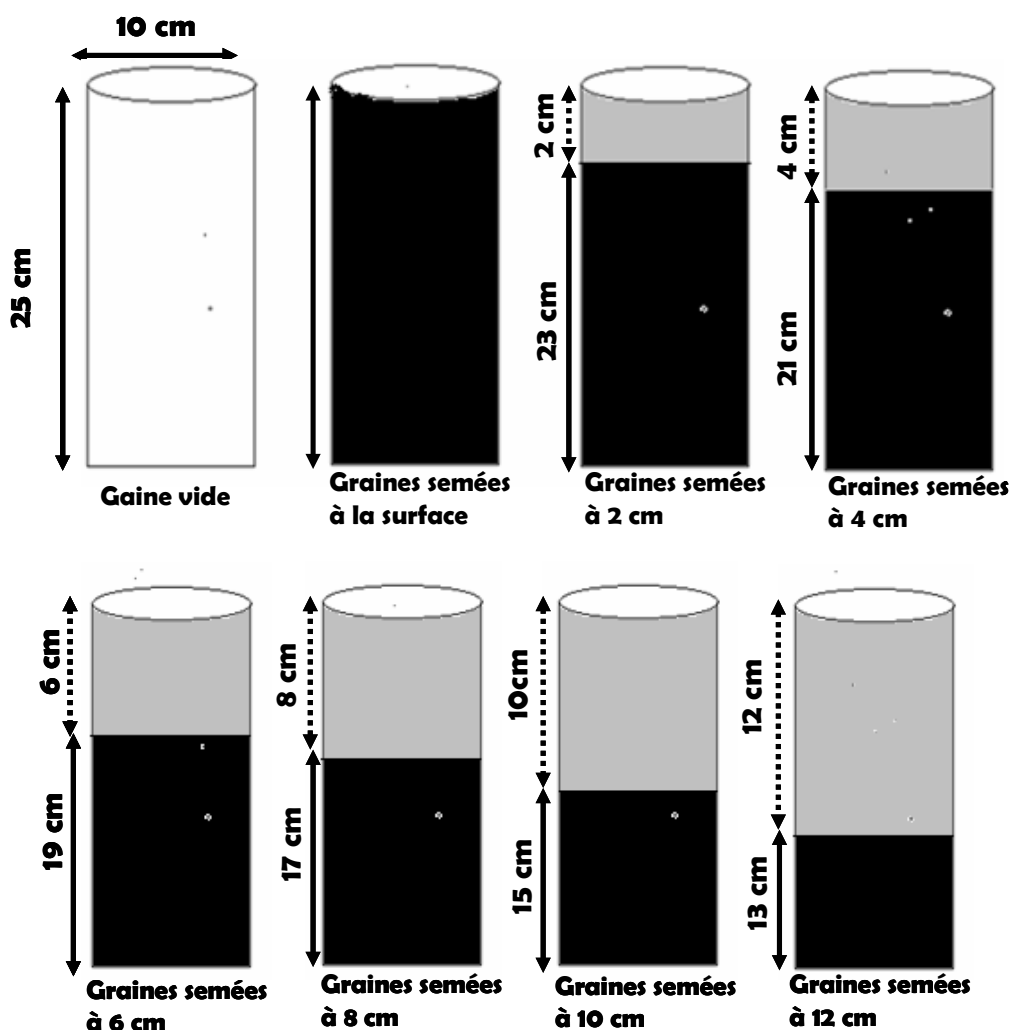 10 cm
25 cm
Gaine vide
Graines semées
à la surface
2 cm
23 cm
Graines semées
à 2 cm
4 cm
21 cm
Graines semées
à 4 cm
6 cm
19 cm
Graines semées
à 6 cm
8 cm
17 cm
Graines semées
à 8 cm
10cm
15 cm
Graines semées
à 10 cm
12 cm
13 cm
Graines semées
à 12 cm